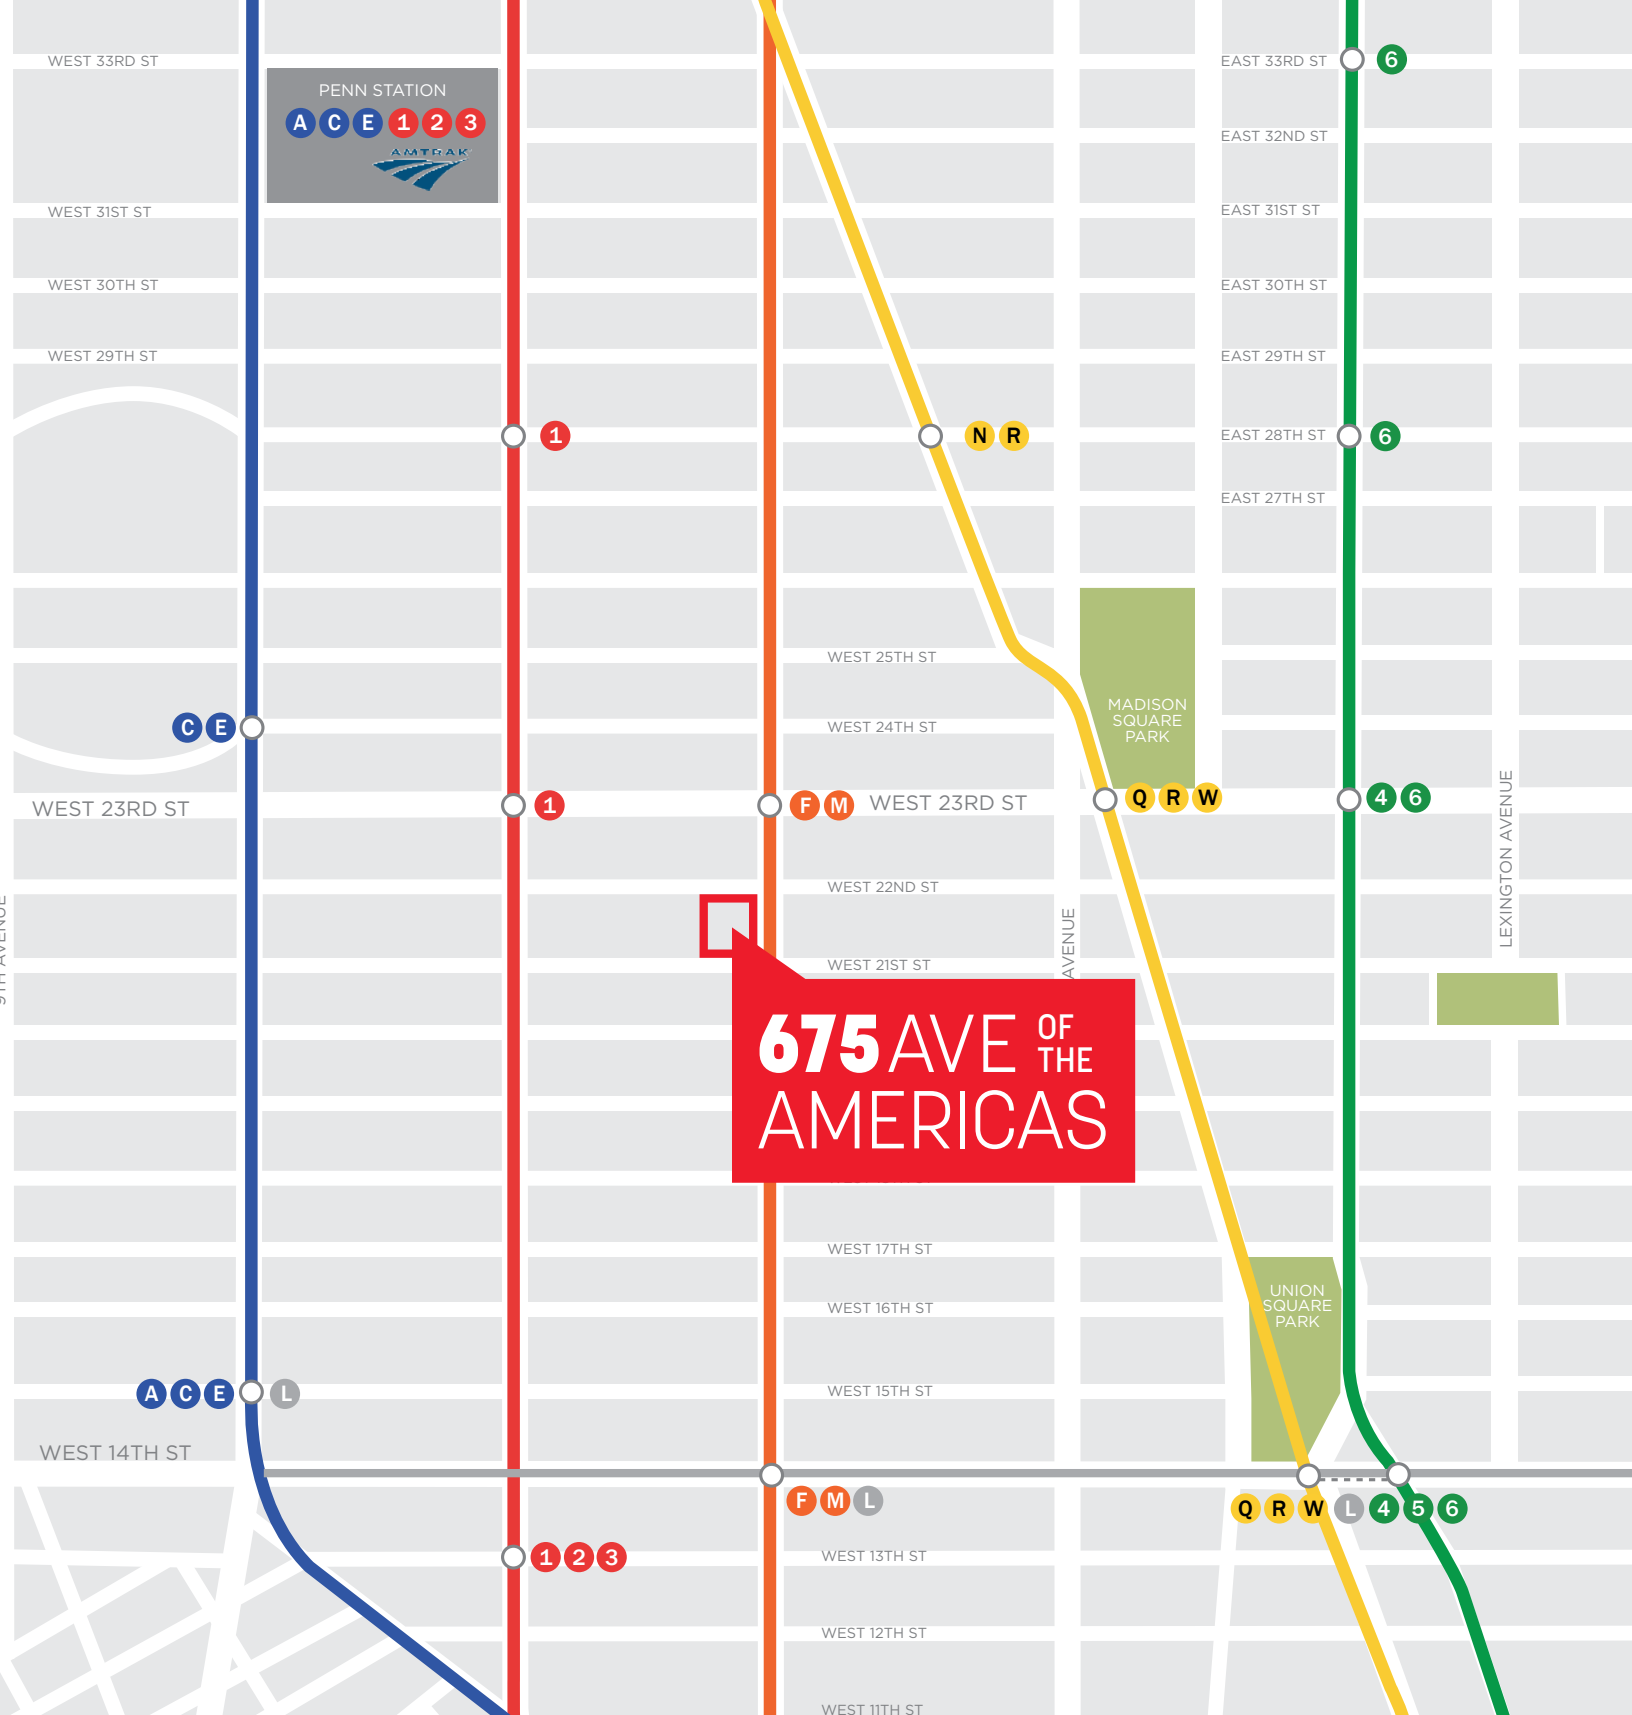 WEST 33RD ST
EAST 33RD ST
6
PENN STATION
A C E 1 2 3
AMTRAK
EAST 32ND ST
WEST 31ST ST
EAST 31ST ST
WEST 30TH ST
EAST 30TH ST
WEST 29TH ST
EAST 29TH ST
1
N R
EAST 28TH ST
6
EAST 27TH ST
WEST 25TH ST
MADISON
SQUARE
PARK
C E
WEST 24TH ST
WEST 23RD ST
1
F M
WEST 23RD ST
Q R W
4 6
LEXINGTON AVENUE
WEST 22ND ST
9TH AVENUE
AVENUE
WEST 21ST ST
675 AVE OF THE
AMERICAS
WEST 17TH ST
UNION
SQUARE
PARK
WEST 16TH ST
A C E L
WEST 15TH ST
WEST 14TH ST
F M L
Q R W L 4 5 6
1 2 3
WEST 13TH ST
WEST 12TH ST
WEST 11TH ST